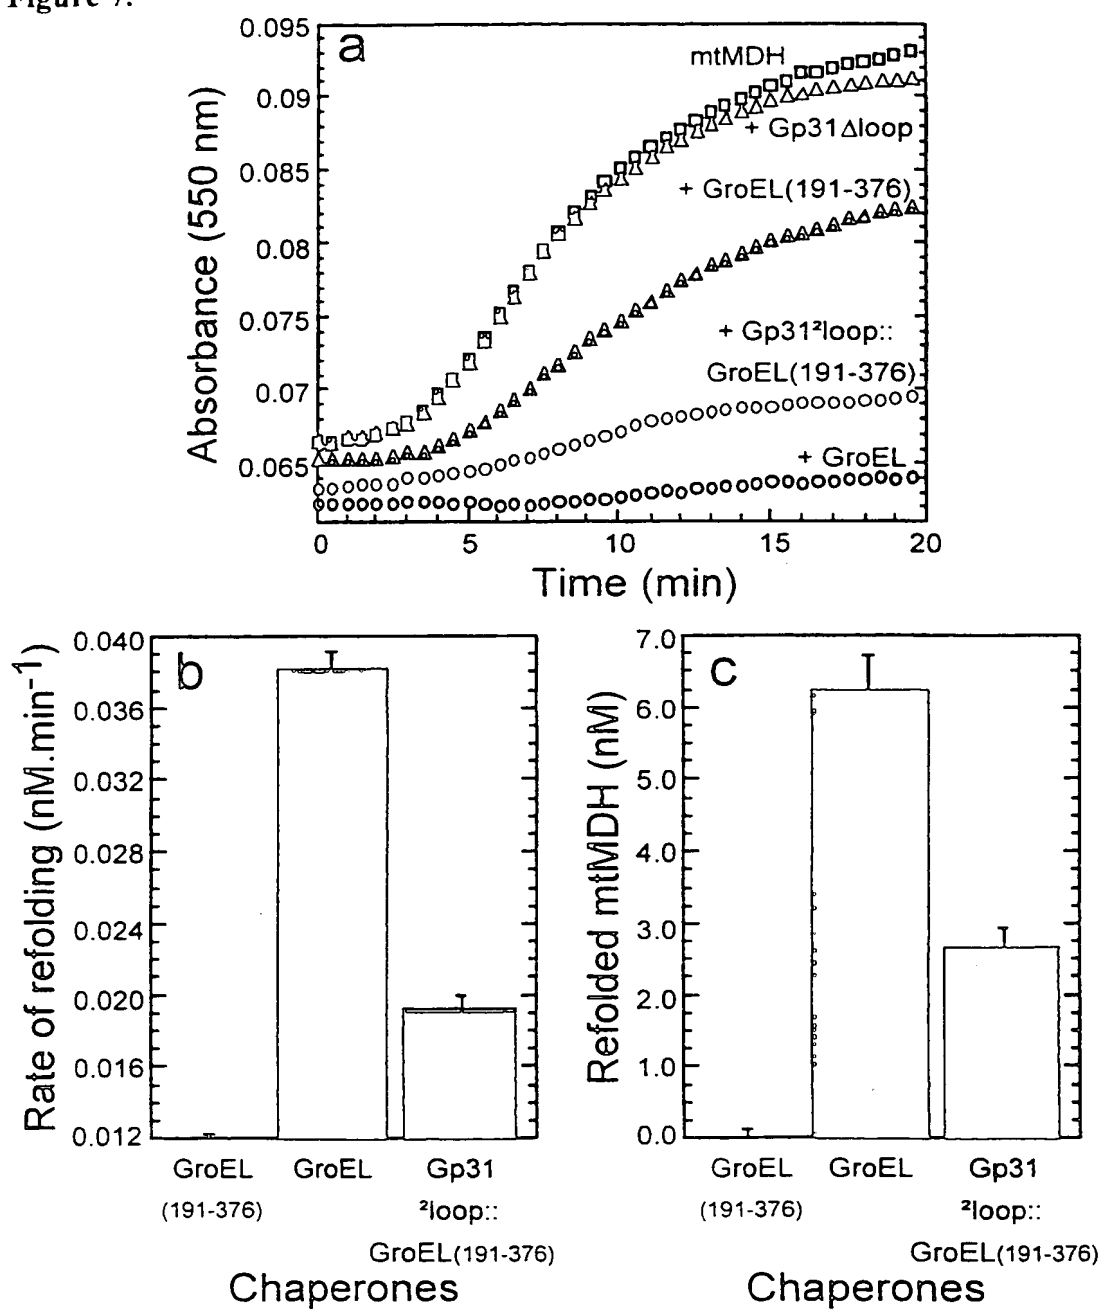 Figure 7.
a
mtMDH
+ Gp31Δloop
+ GroEL(191-376)
+ Gp31²loop::
GroEL(191-376)
+ GroEL
Absorbance (550 nm)
0.095
0.09
0.085
0.08
0.075
0.07
0.065
0 5 10 15 20
Time (min)
b
Rate of refolding (nM.min⁻¹)
0.040
0.036
0.032
0.028
0.024
0.020
0.016
0.012
GroEL GroEL Gp31
(191-376) ²loop::
GroEL(191-376)
Chaperones
c
Refolded mtMDH (nM)
7.0
6.0
5.0
4.0
3.0
2.0
1.0
0.0
GroEL GroEL Gp31
(191-376) ²loop::
GroEL(191-376)
Chaperones